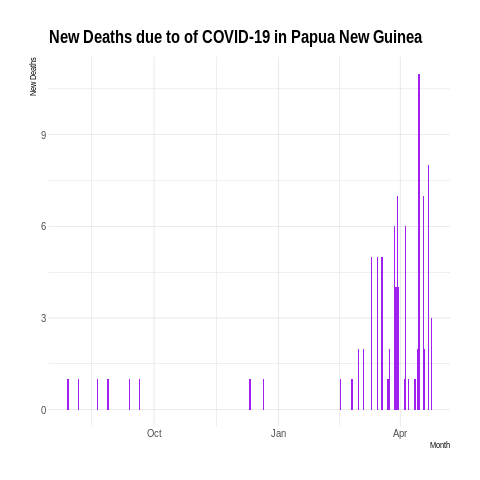 New Deaths due to of COVID-19 in Papua New Guinea
New Deaths
9
6
3
0
Oct
Jan
Apr
Month